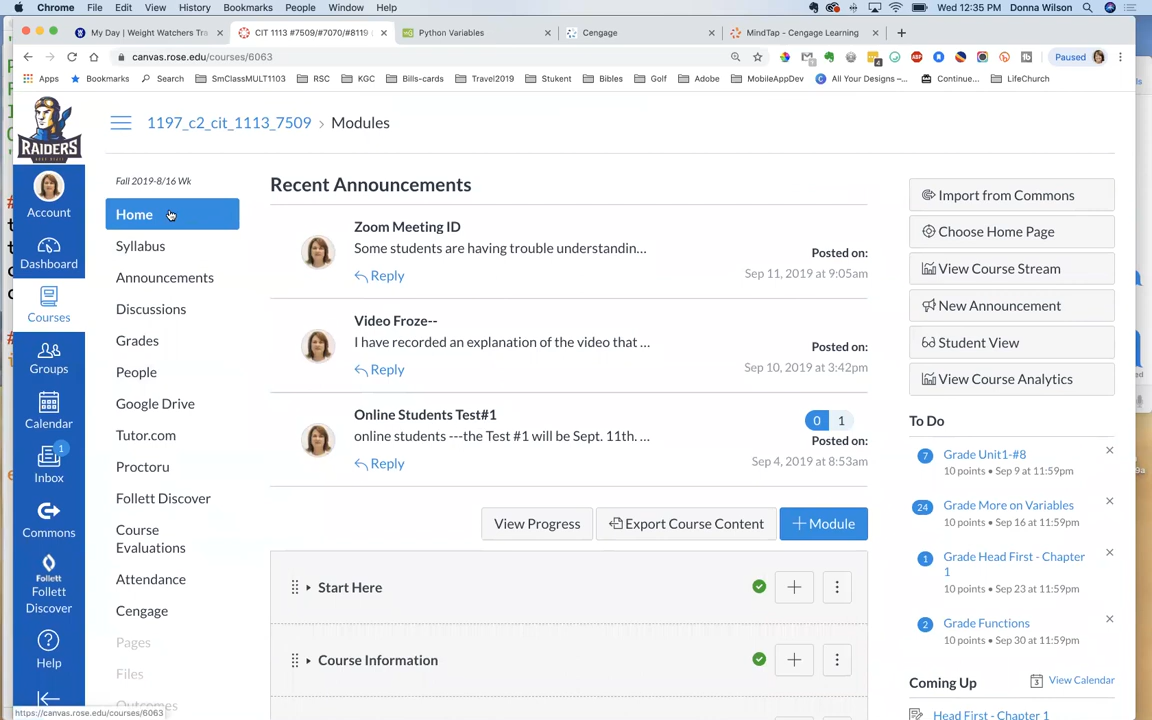 Chrome File Edit View History Bookmarks People Window Help Wed 12:35 PM Donna Wilson
My Day | Weight Watchers Tr
CIT 1113 #7509/#7070/#8119
Python Variables
Cengage
MindTap - Cengage Learning
canvas.rose.edu/courses/6063
Paused
Apps Bookmarks Search SmClassMULT1103 RSC KGC Bills-cards Travel2019 Stukent Bibles Golf Adobe MobileAppDev All Your Designs –... Continue... LifeChurch
RAIDERS
1197_c2_cit_1113_7509 › Modules
Account
Dashboard
Courses
Groups
Calendar
1
Inbox
Commons
Follett
Follett
Discover
Help
Fall 2019-8/16 Wk
Home
Syllabus
Announcements
Discussions
Grades
People
Google Drive
Tutor.com
Proctoru
Follett Discover
Course
Evaluations
Attendance
Cengage
Pages
Files
Outcomes
https://canvas.rose.edu/courses/6063
Recent Announcements
Zoom Meeting ID
Some students are having trouble understandin...
Reply
Posted on:
Sep 11, 2019 at 9:05am
Video Froze--
I have recorded an explanation of the video that ...
Reply
Posted on:
Sep 10, 2019 at 3:42pm
Online Students Test#1
online students ---the Test #1 will be Sept. 11th. ...
Reply
0 1
Posted on:
Sep 4, 2019 at 8:53am
View Progress
Export Course Content
+ Module
Start Here
Course Information
Import from Commons
Choose Home Page
View Course Stream
New Announcement
Student View
View Course Analytics
To Do
7 Grade Unit1-#8
10 points • Sep 9 at 11:59pm
24 Grade More on Variables
10 points • Sep 16 at 11:59pm
1 Grade Head First - Chapter
1
10 points • Sep 23 at 11:59pm
2 Grade Functions
10 points • Sep 30 at 11:59pm
Coming Up
View Calendar
Head First - Chapter 1